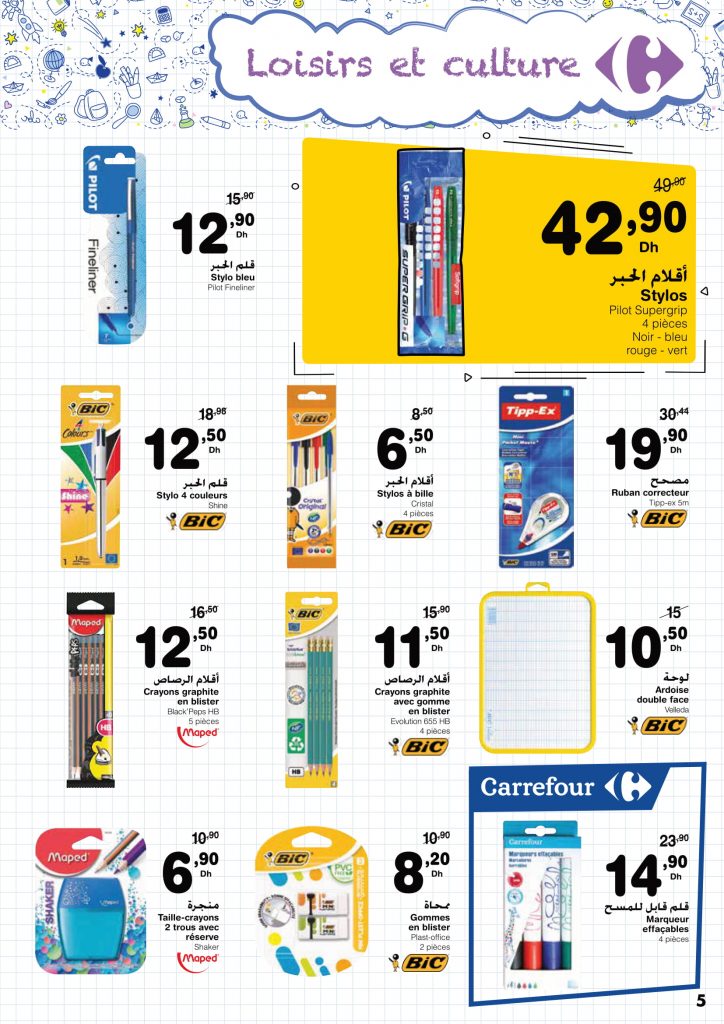 Loisirs et culture
PILOT
Fineliner
15,90
12,90
Dh
قلم الحبر
Stylo bleu
Pilot Fineliner
PILOT
SUPER GRIP•G
49,90
42,90
Dh
أقلام الحبر
Stylos
Pilot Supergrip
4 pièces
Noir - bleu
rouge - vert
BIC
4 Colours
Shine
18,96
12,50
Dh
قلم الحبر
Stylo 4 couleurs
Shine
BIC
BIC
Cristal
Original
8,50
6,50
Dh
أقلام الحبر
Stylos à bille
Cristal
4 pièces
BIC
Tipp-Ex
Mini
Pocket Mouse
BIC
30,44
19,90
Dh
مصحح
Ruban correcteur
Tipp-ex 5m
BIC
Maped
HB
16,50
12,50
Dh
أقلام الرصاص
Crayons graphite
en blister
Black'Peps HB
5 pièces
Maped
BIC
HB
15,90
11,50
Dh
أقلام الرصاص
Crayons graphite
avec gomme
en blister
Evolution 655 HB
4 pièces
BIC
15
10,50
Dh
لوحة
Ardoise
double face
Velleda
BIC
Maped
SHAKER
10,90
6,90
Dh
منجرة
Taille-crayons
2 trous avec
réserve
Shaker
Maped
BIC
PVC
10,90
8,20
Dh
ممحاة
Gommes
en blister
Plast-office
2 pièces
BIC
Carrefour
Carrefour
Marqueurs effaçables
23,90
14,90
Dh
قلم قابل للمسح
Marqueur
effaçables
4 pièces
5